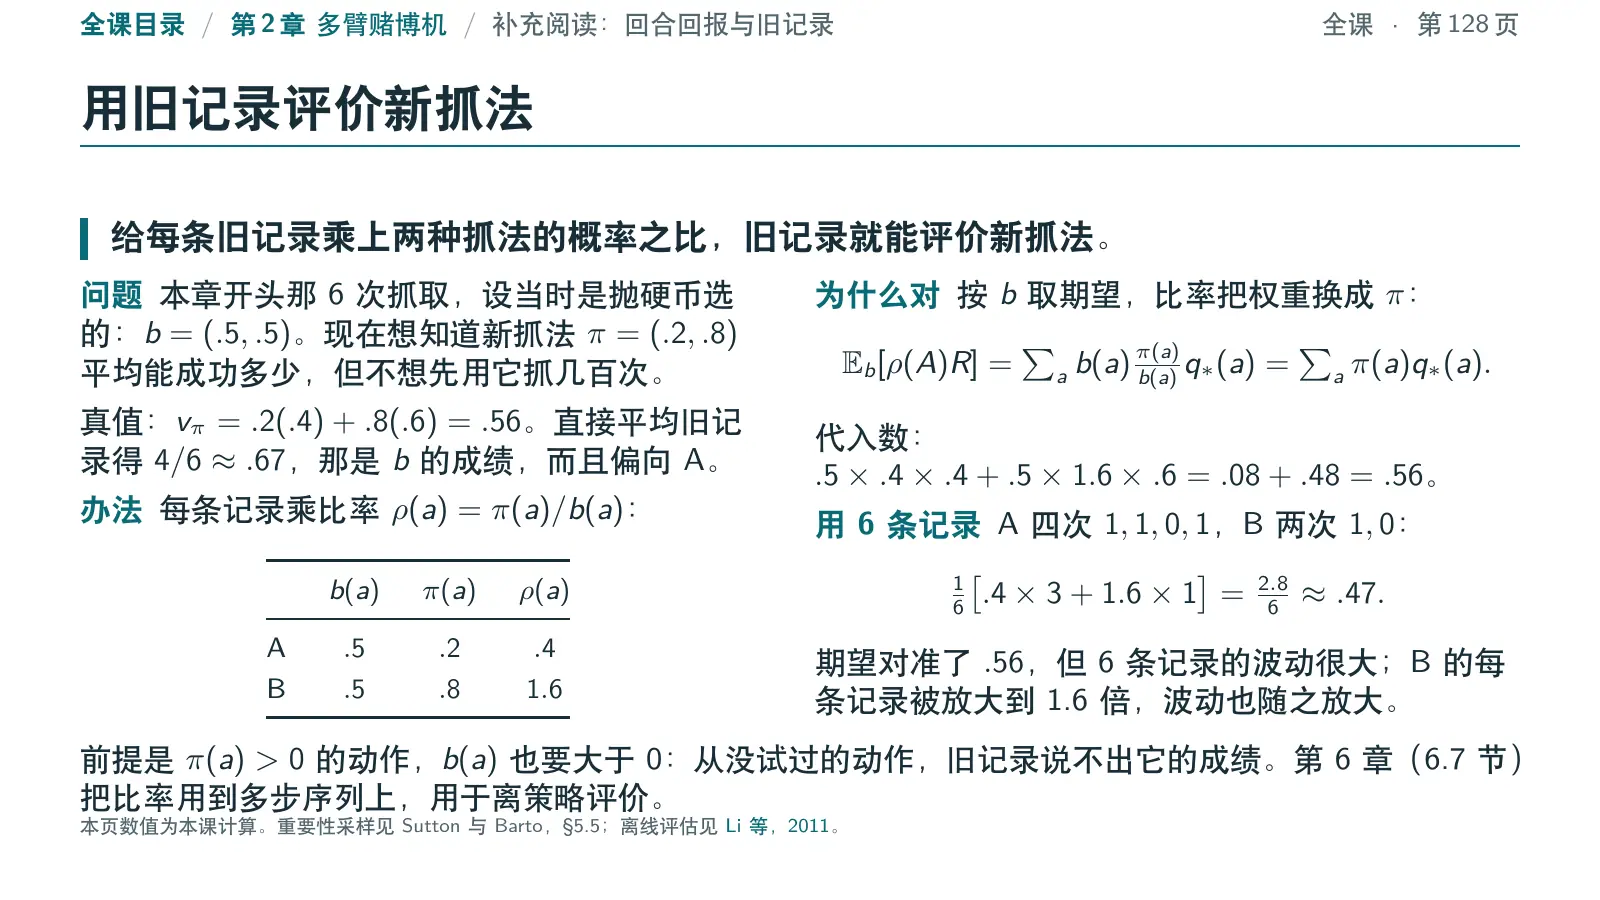 全课目录 / 第 2 章 多臂赌博机 / 补充阅读：回合回报与旧记录
全课 · 第 128 页
用旧记录评价新抓法
给每条旧记录乘上两种抓法的概率之比，旧记录就能评价新抓法。
问题 本章开头那 6 次抓取，设当时是抛硬币选
的：b = (.5, .5)。现在想知道新抓法 π = (.2, .8)
平均能成功多少，但不想先用它抓几百次。
真值：vπ = .2(.4) + .8(.6) = .56。直接平均旧记
录得 4/6 ≈ .67，那是 b 的成绩，而且偏向 A。
办法 每条记录乘比率 ρ(a) = π(a)/b(a)：
b(a) π(a) ρ(a)
A .5 .2 .4
B .5 .8 1.6
为什么对 按 b 取期望，比率把权重换成 π：
𝔼b[ρ(A)R] = ∑a b(a) π(a)/b(a) q∗(a) = ∑a π(a)q∗(a).
代入数：
.5 × .4 × .4 + .5 × 1.6 × .6 = .08 + .48 = .56。
用 6 条记录 A 四次 1, 1, 0, 1，B 两次 1, 0：
1/6 [.4 × 3 + 1.6 × 1] = 2.8/6 ≈ .47.
期望对准了 .56，但 6 条记录的波动很大；B 的每
条记录被放大到 1.6 倍，波动也随之放大。
前提是 π(a) > 0 的动作，b(a) 也要大于 0：从没试过的动作，旧记录说不出它的成绩。第 6 章（6.7 节）
把比率用到多步序列上，用于离策略评价。
本页数值为本课计算。重要性采样见 Sutton 与 Barto，§5.5；离线评估见 Li 等，2011。